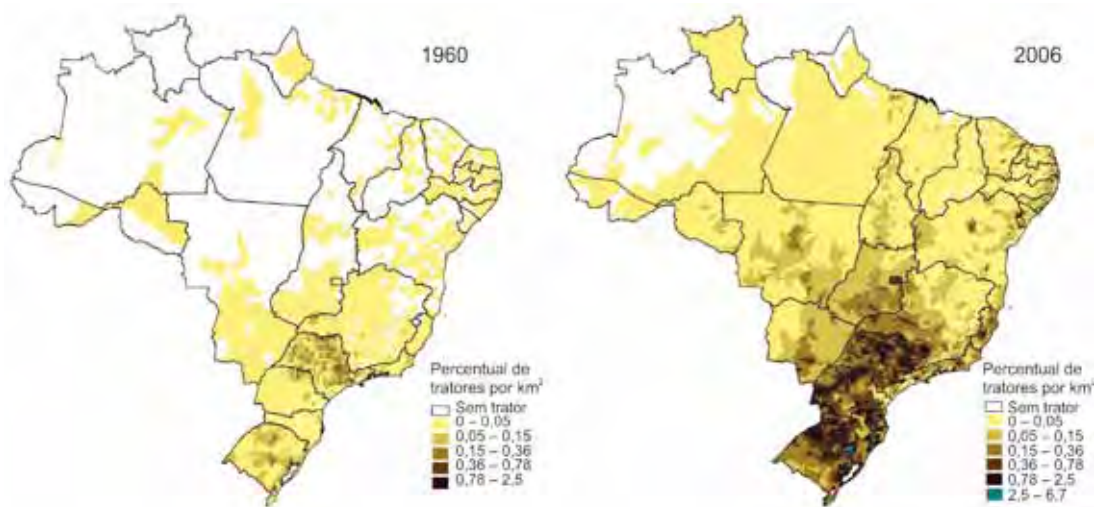 1960
Percentual de
tratores por km²
Sem trator
0 – 0,05
0,05 – 0,15
0,15 – 0,36
0,36 – 0,78
0,78 – 2,5
2006
Percentual de
tratores por km²
Sem trator
0 – 0,05
0,05 – 0,15
0,15 – 0,36
0,36 – 0,78
0,78 – 2,5
2,5 – 6,7